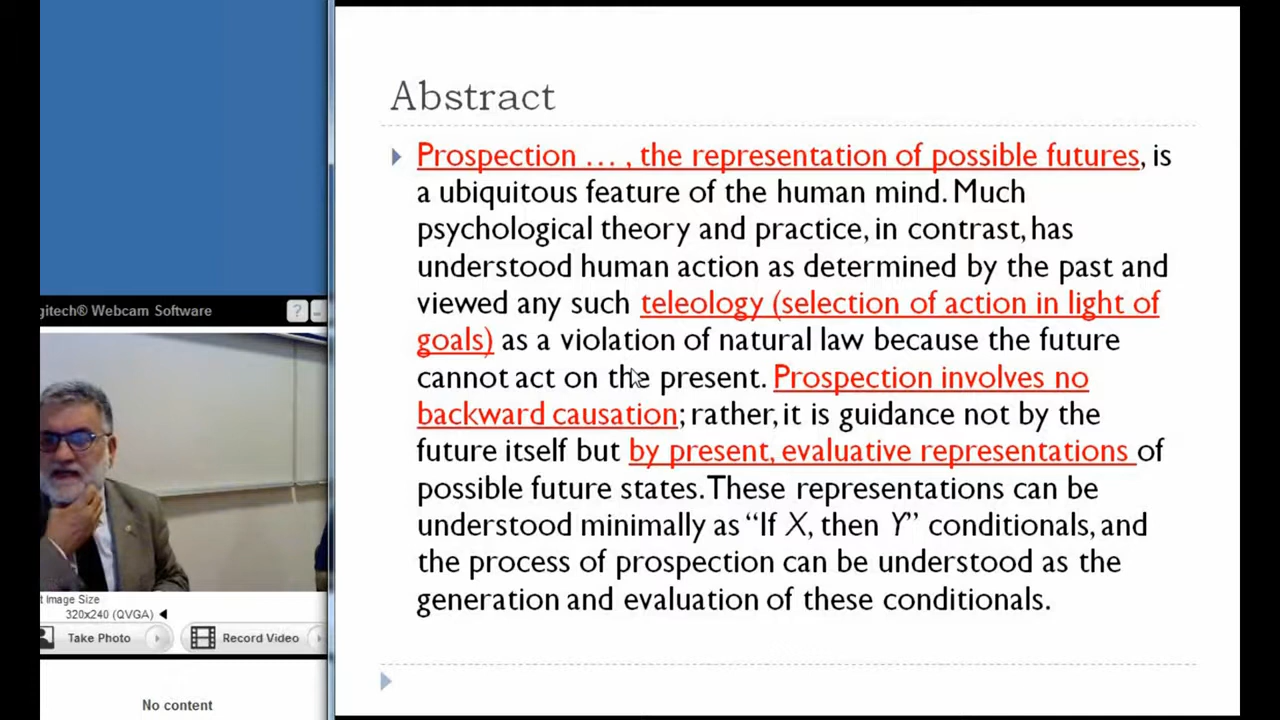 Abstract
Prospection … , the representation of possible futures, is
a ubiquitous feature of the human mind. Much
psychological theory and practice, in contrast, has
understood human action as determined by the past and
viewed any such teleology (selection of action in light of
goals) as a violation of natural law because the future
cannot act on the present. Prospection involves no
backward causation; rather, it is guidance not by the
future itself but by present, evaluative representations of
possible future states. These representations can be
understood minimally as “If X, then Y” conditionals, and
the process of prospection can be understood as the
generation and evaluation of these conditionals.
gitech® Webcam Software
?
t Image Size
320x240 (QVGA)
Take Photo
Record Video
No content